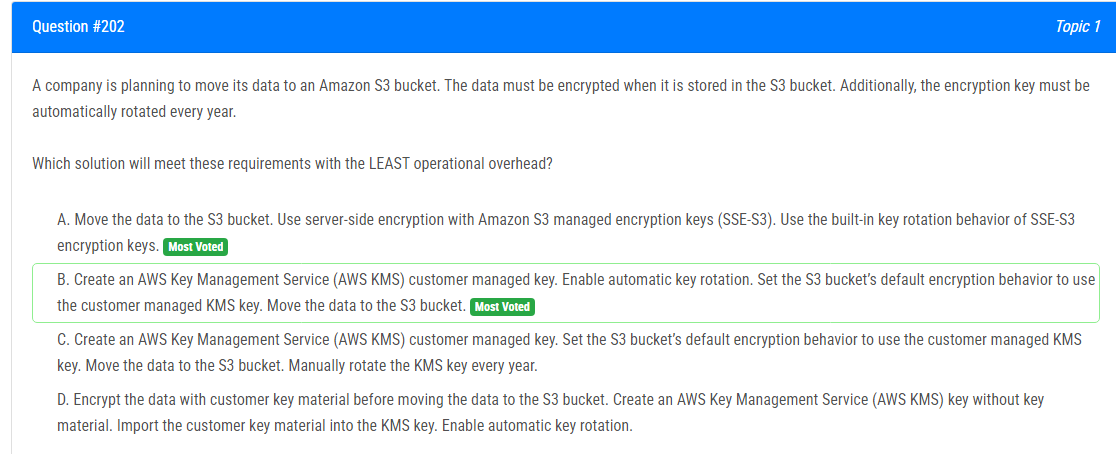 Question #202 Topic 1
A company is planning to move its data to an Amazon S3 bucket. The data must be encrypted when it is stored in the S3 bucket. Additionally, the encryption key must be
automatically rotated every year.
Which solution will meet these requirements with the LEAST operational overhead?
A. Move the data to the S3 bucket. Use server-side encryption with Amazon S3 managed encryption keys (SSE-S3). Use the built-in key rotation behavior of SSE-S3
encryption keys. Most Voted
B. Create an AWS Key Management Service (AWS KMS) customer managed key. Enable automatic key rotation. Set the S3 bucket’s default encryption behavior to use
the customer managed KMS key. Move the data to the S3 bucket. Most Voted
C. Create an AWS Key Management Service (AWS KMS) customer managed key. Set the S3 bucket’s default encryption behavior to use the customer managed KMS
key. Move the data to the S3 bucket. Manually rotate the KMS key every year.
D. Encrypt the data with customer key material before moving the data to the S3 bucket. Create an AWS Key Management Service (AWS KMS) key without key
material. Import the customer key material into the KMS key. Enable automatic key rotation.